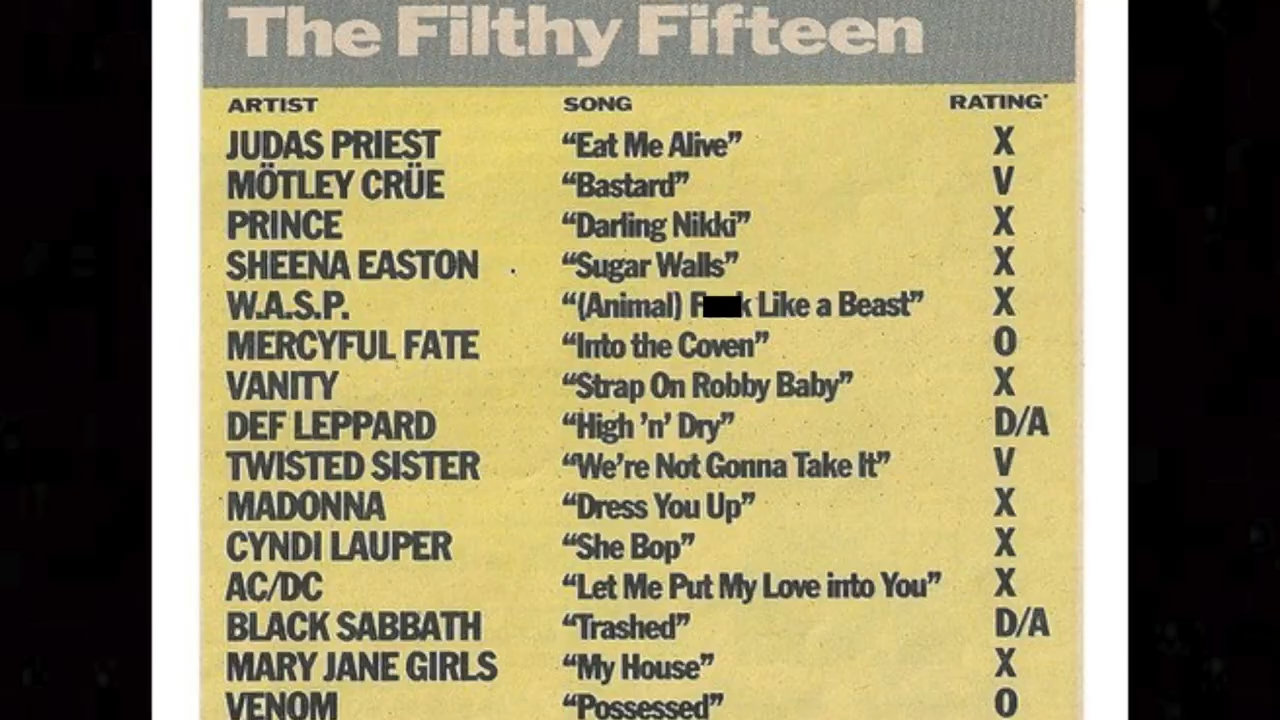 The Filthy Fifteen
ARTIST SONG RATING*
JUDAS PRIEST “Eat Me Alive” X
MÖTLEY CRÜE “Bastard” V
PRINCE “Darling Nikki” X
SHEENA EASTON “Sugar Walls” X
W.A.S.P. “(Animal) F k Like a Beast” X
MERCYFUL FATE “Into the Coven” O
VANITY “Strap On Robby Baby” X
DEF LEPPARD “High ’n’ Dry” D/A
TWISTED SISTER “We’re Not Gonna Take It” V
MADONNA “Dress You Up” X
CYNDI LAUPER “She Bop” X
AC/DC “Let Me Put My Love into You” X
BLACK SABBATH “Trashed” D/A
MARY JANE GIRLS “My House” X
VENOM “Possessed” O